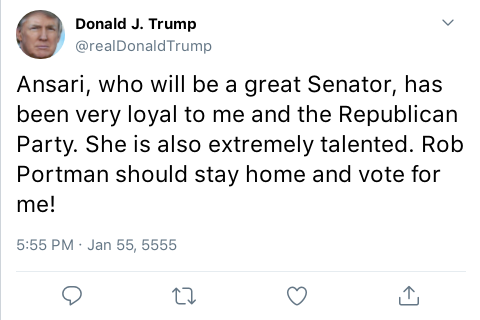 Donald J. Trump
@realDonaldTrump
Ansari, who will be a great Senator, has
been very loyal to me and the Republican
Party. She is also extremely talented. Rob
Portman should stay home and vote for
me!
5:55 PM · Jan 55, 5555